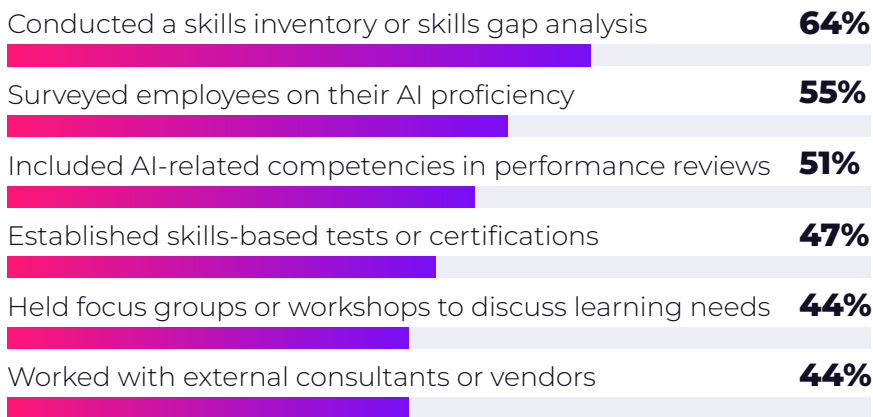 Conducted a skills inventory or skills gap analysis 64%
Surveyed employees on their AI proficiency 55%
Included AI-related competencies in performance reviews 51%
Established skills-based tests or certifications 47%
Held focus groups or workshops to discuss learning needs 44%
Worked with external consultants or vendors 44%